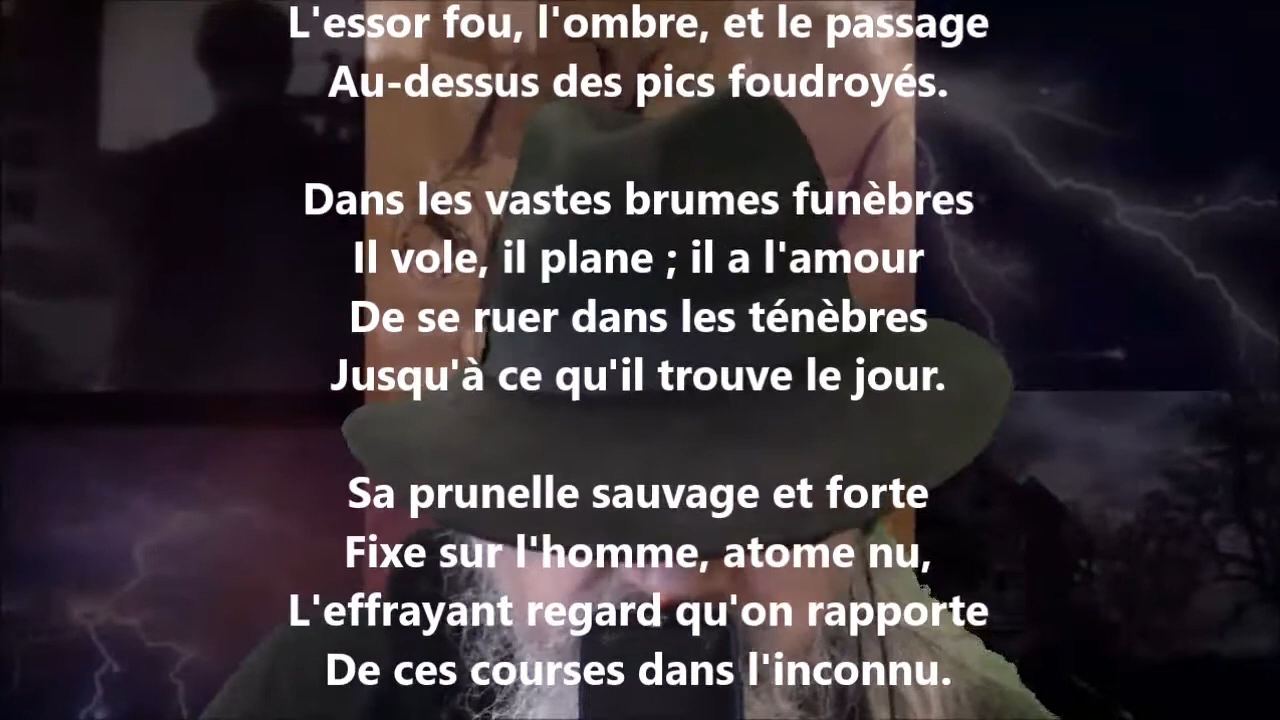 L'essor fou, l'ombre, et le passage
Au-dessus des pics foudroyés.
Dans les vastes brumes funèbres
Il vole, il plane ; il a l'amour
De se ruer dans les ténèbres
Jusqu'à ce qu'il trouve le jour.
Sa prunelle sauvage et forte
Fixe sur l'homme, atome nu,
L'effrayant regard qu'on rapporte
De ces courses dans l'inconnu.